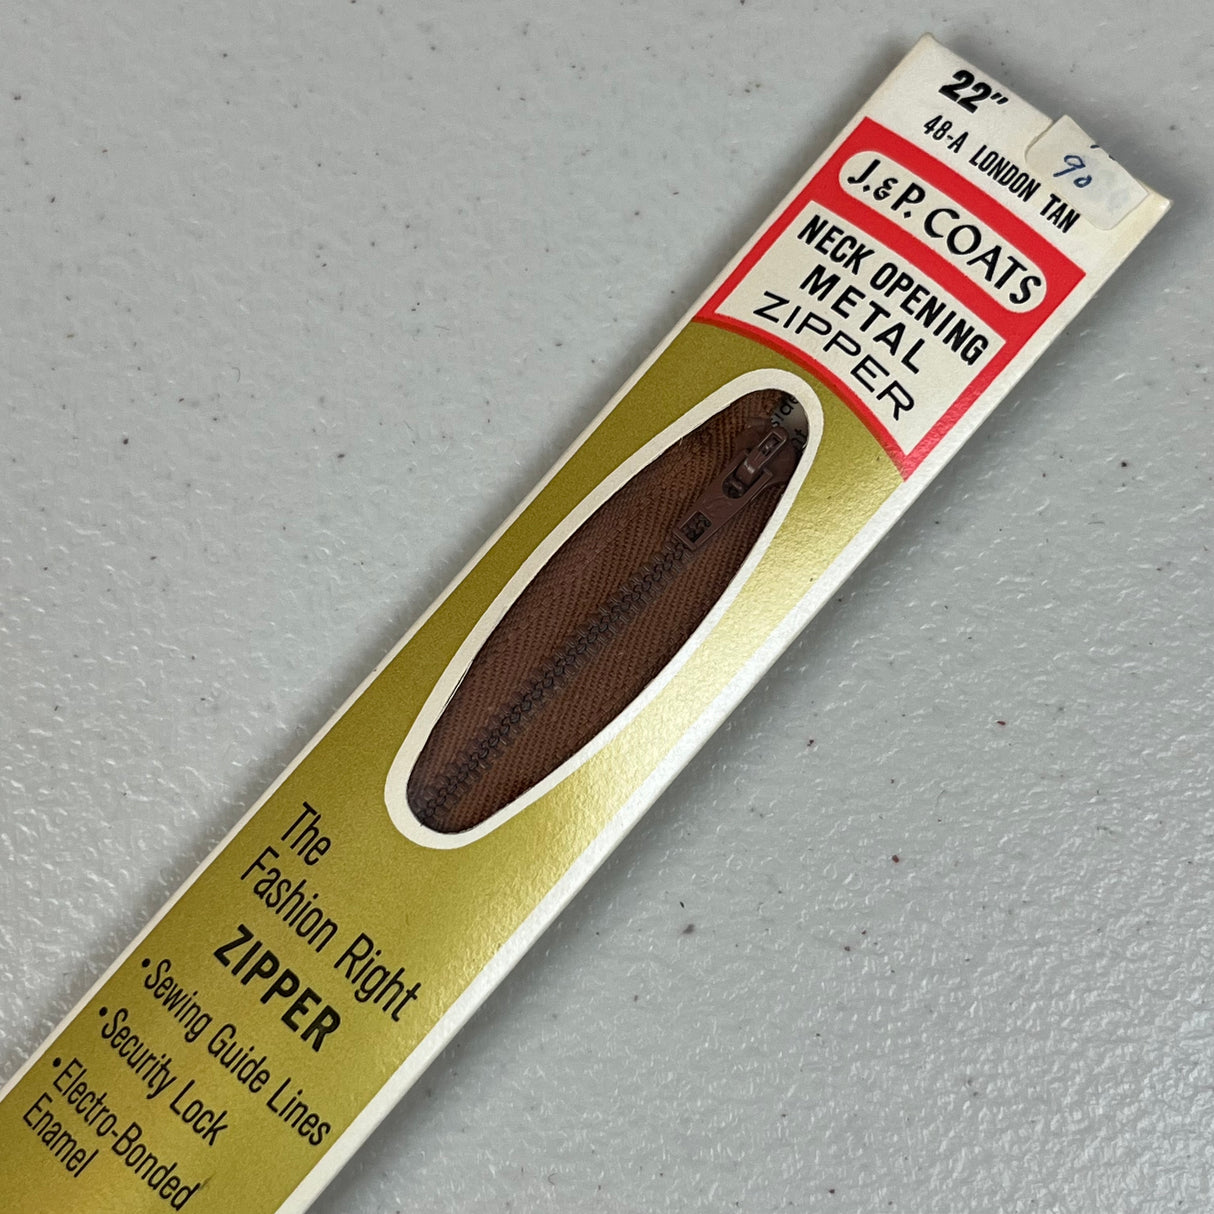 22"
48-A LONDON TAN
90
J.&P. COATS
NECK OPENING
METAL
ZIPPER
The
Fashion Right
ZIPPER
•Sewing Guide Lines
•Security Lock
•Electro-Bonded
Enamel